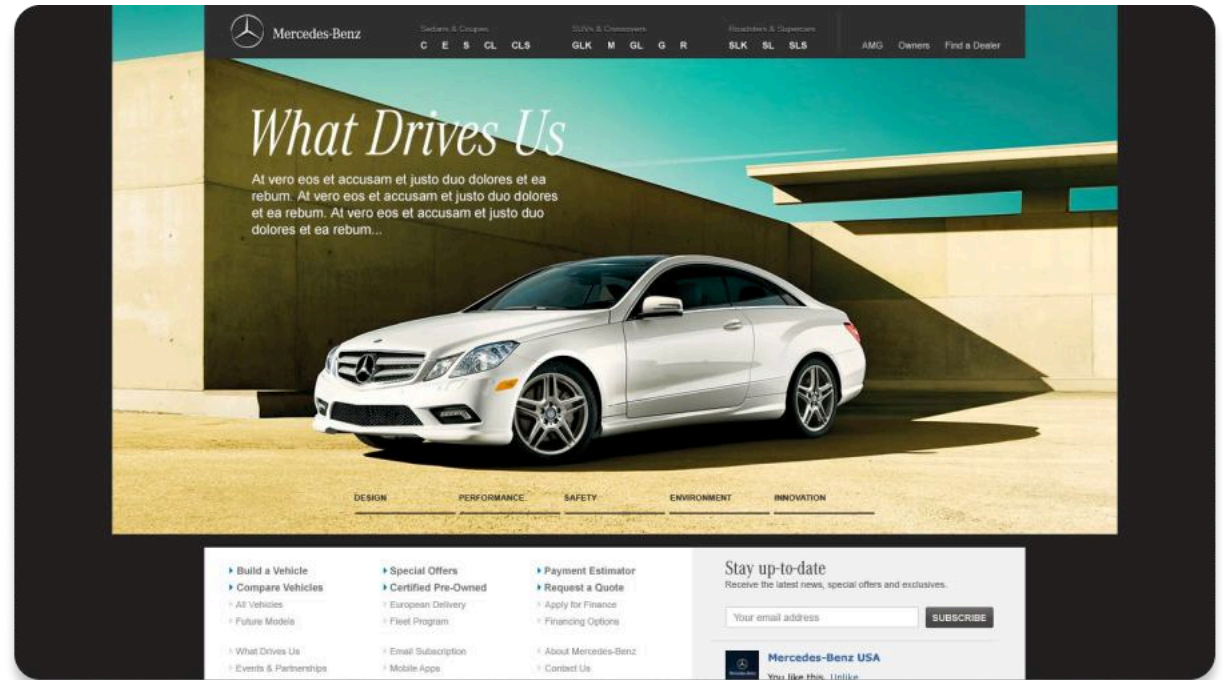 Mercedes-Benz
Sedans & Coupes
C E S CL CLS
SUVs & Crossovers
GLK M GL G R
Roadsters & Supercars
SLK SL SLS
AMG Owners Find a Dealer
What Drives Us
At vero eos et accusam et justo duo dolores et ea
rebum. At vero eos et accusam et justo duo dolores
et ea rebum. At vero eos et accusam et justo duo
dolores et ea rebum...
DESIGN PERFORMANCE SAFETY ENVIRONMENT INNOVATION
Build a Vehicle
Compare Vehicles
All Vehicles
Future Models
What Drives Us
Events & Partnerships
Special Offers
Certified Pre-Owned
European Delivery
Fleet Program
Email Subscription
Mobile Apps
Payment Estimator
Request a Quote
Apply for Finance
Financing Options
About Mercedes-Benz
Contact Us
Stay up-to-date
Receive the latest news, special offers and exclusives.
Your email address
SUBSCRIBE
Mercedes-Benz
Mercedes-Benz USA
You like this. Unlike